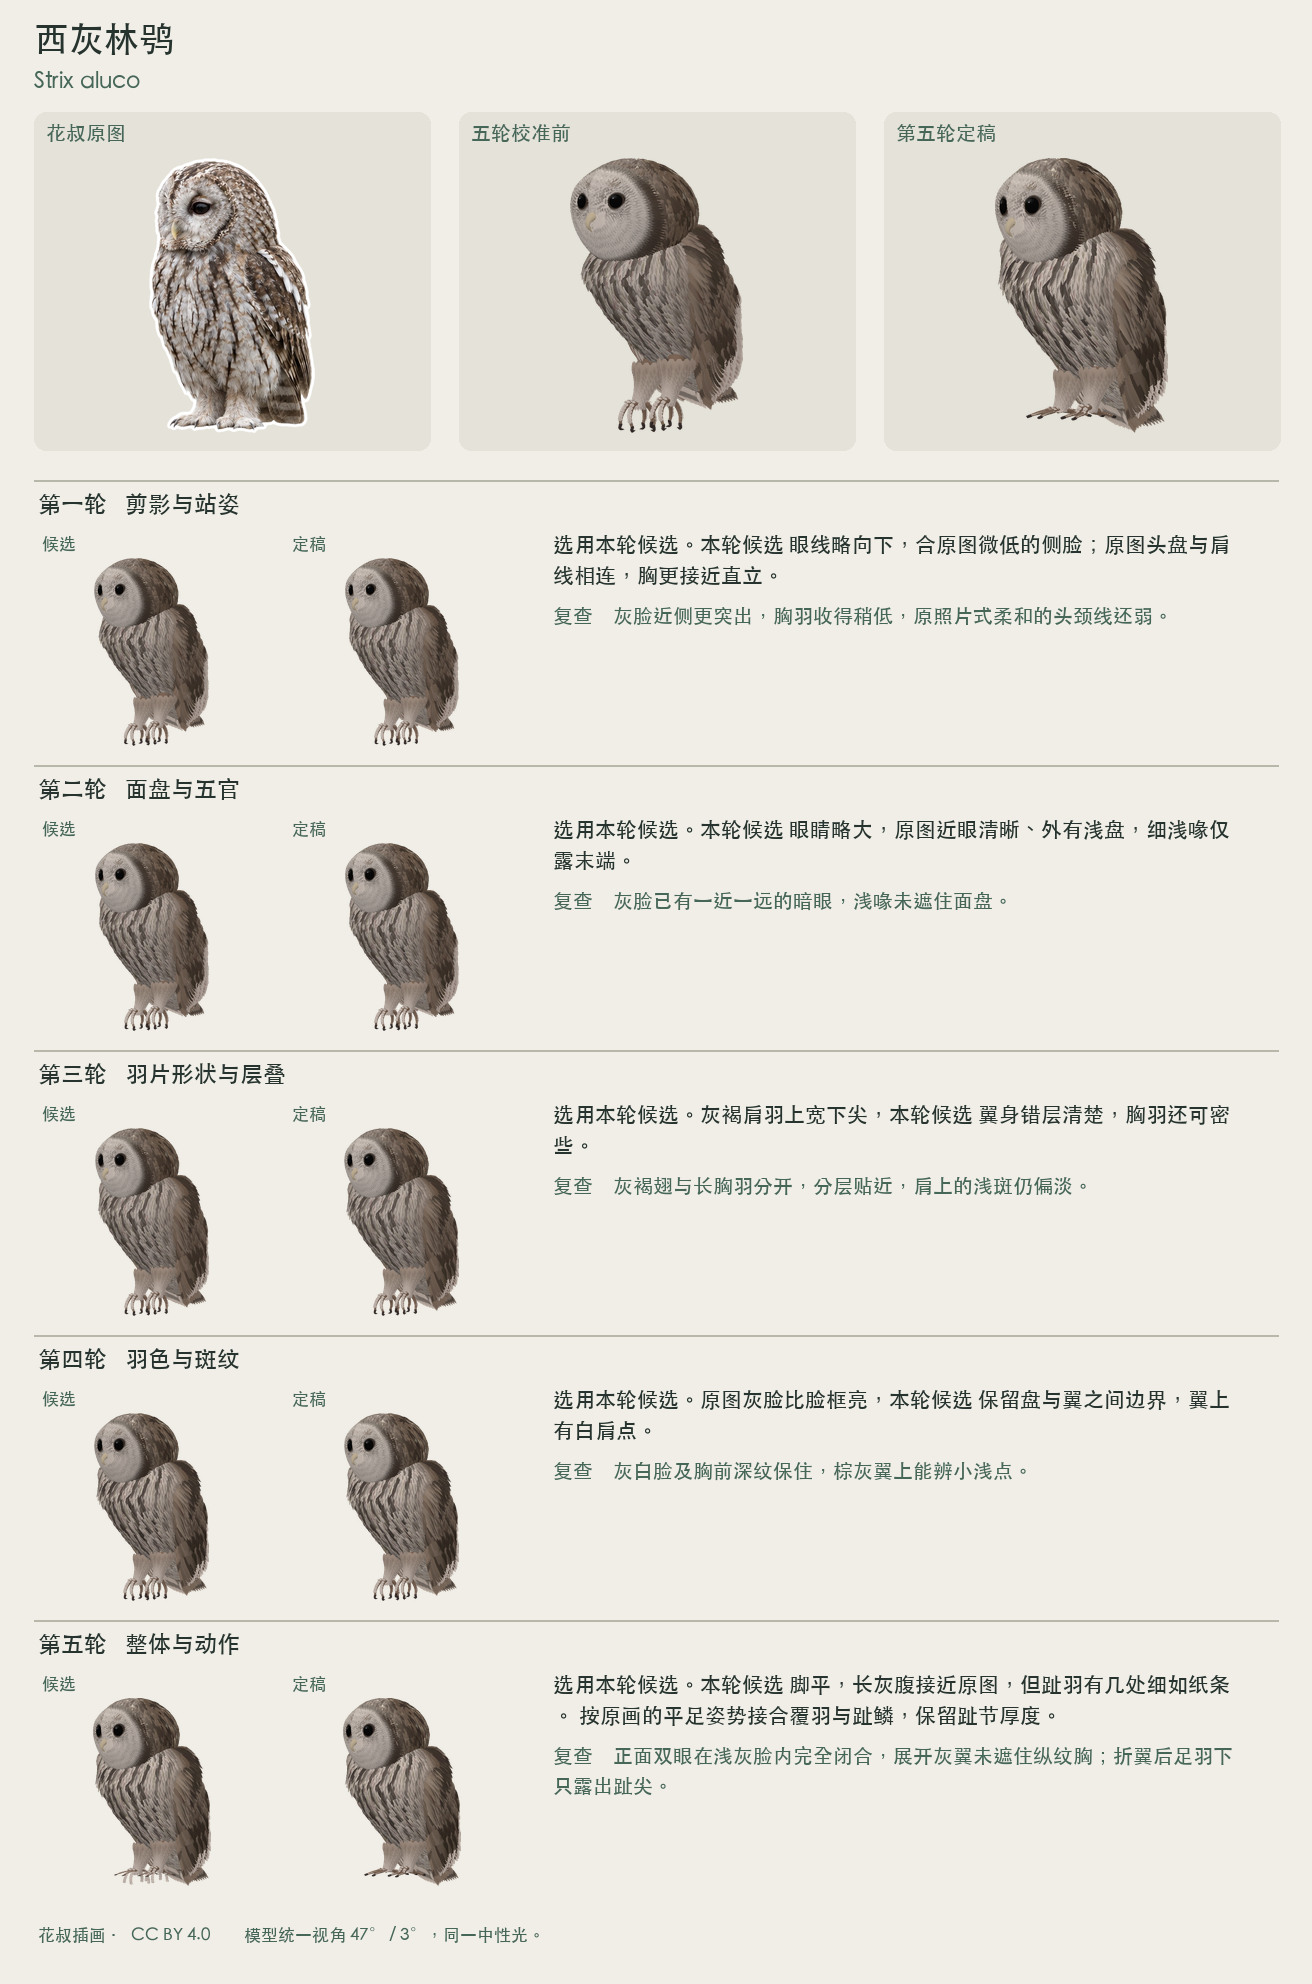 西灰林鸮
Strix aluco
花叔原图
五轮校准前
第五轮定稿
第一轮 剪影与站姿
候选
定稿
选用本轮候选。本轮候选 眼线略向下，合原图微低的侧脸；原图头盘与肩
线相连，胸更接近直立。
复查 灰脸近侧更突出，胸羽收得稍低，原照片式柔和的头颈线还弱。
第二轮 面盘与五官
候选
定稿
选用本轮候选。本轮候选 眼睛略大，原图近眼清晰、外有浅盘，细浅喙仅
露末端。
复查 灰脸已有一近一远的暗眼，浅喙未遮住面盘。
第三轮 羽片形状与层叠
候选
定稿
选用本轮候选。灰褐肩羽上宽下尖，本轮候选 翼身错层清楚，胸羽还可密
些。
复查 灰褐翅与长胸羽分开，分层贴近，肩上的浅斑仍偏淡。
第四轮 羽色与斑纹
候选
定稿
选用本轮候选。原图灰脸比脸框亮，本轮候选 保留盘与翼之间边界，翼上
有白肩点。
复查 灰白脸及胸前深纹保住，棕灰翼上能辨小浅点。
第五轮 整体与动作
候选
定稿
选用本轮候选。本轮候选 脚平，长灰腹接近原图，但趾羽有几处细如纸条
。 按原画的平足姿势接合覆羽与趾鳞，保留趾节厚度。
复查 正面双眼在浅灰脸内完全闭合，展开灰翼未遮住纵纹胸；折翼后足羽下
只露出趾尖。
花叔插画 · CC BY 4.0 模型统一视角 47° / 3° ，同一中性光。